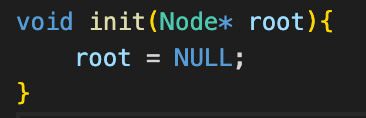 void init(Node* root){
    root = NULL;
}